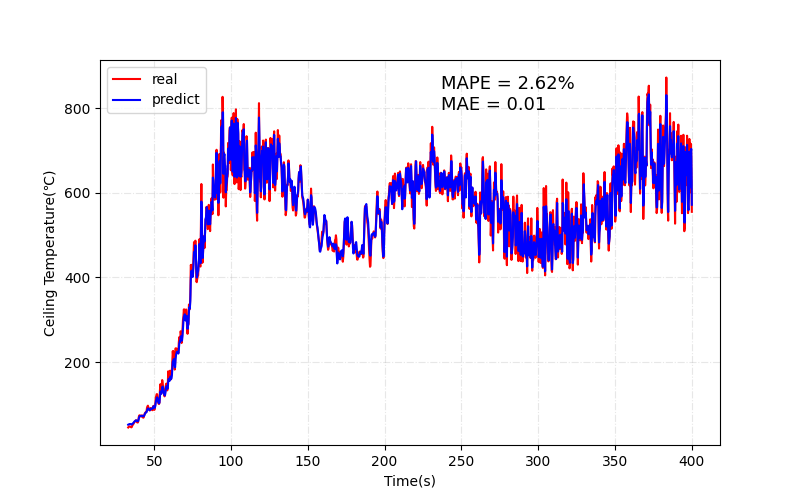 real
predict
MAPE = 2.62%
MAE = 0.01
Ceiling Temperature(℃)
800
600
400
200
50 100 150 200 250 300 350 400
Time(s)